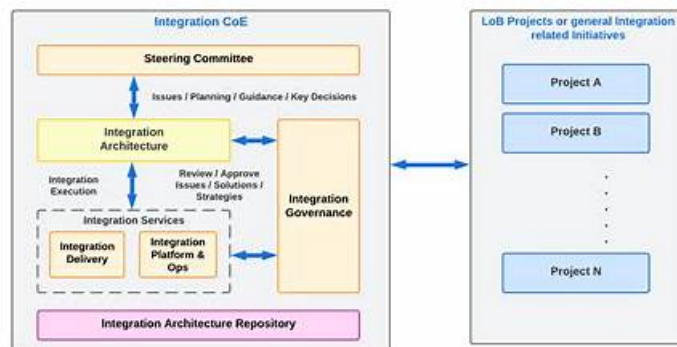 Integration CoE
Steering Committee
Issues / Planning / Guidance / Key Decisions
Integration
Architecture
Integration
Execution
Review / Approve
Issues / Solutions /
Strategies
Integration
Governance
Integration Services
Integration
Delivery
Integration
Platform &
Ops
Integration Architecture Repository
LoB Projects or general Integration
related Initiatives
Project A
Project B
Project N